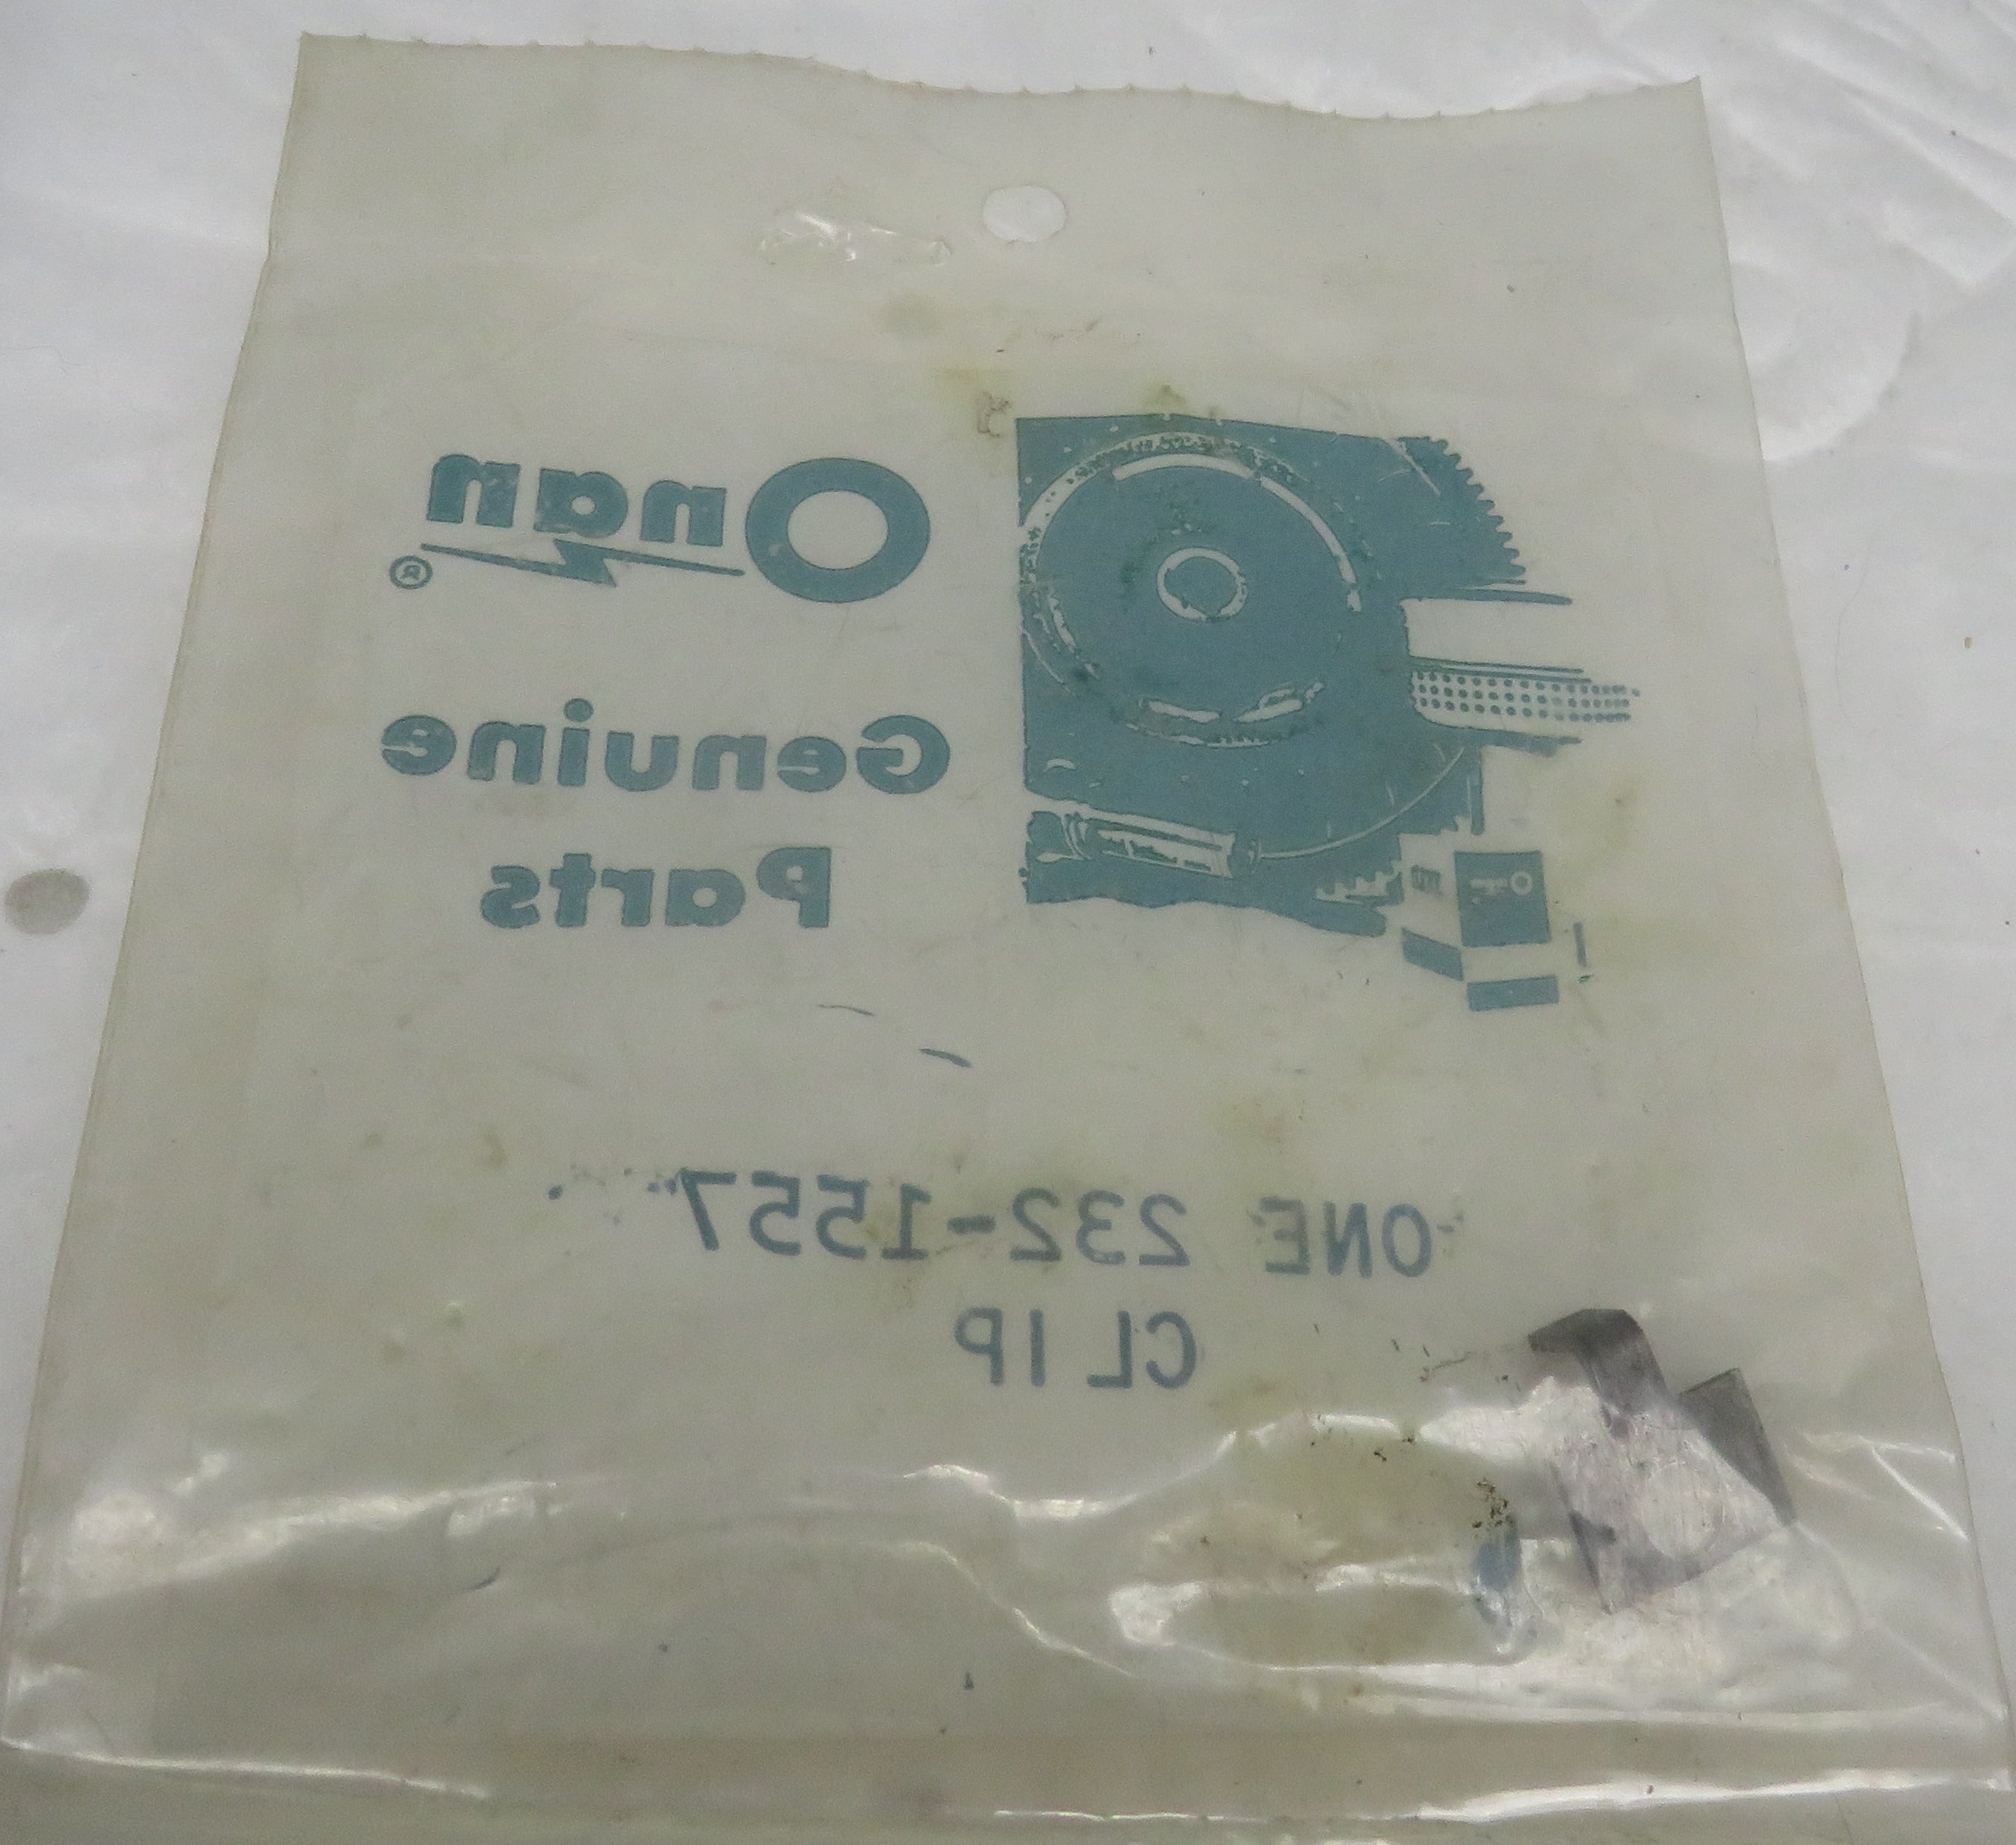 Onan®
Genuine
Parts
ONE 232-1557
CLIP